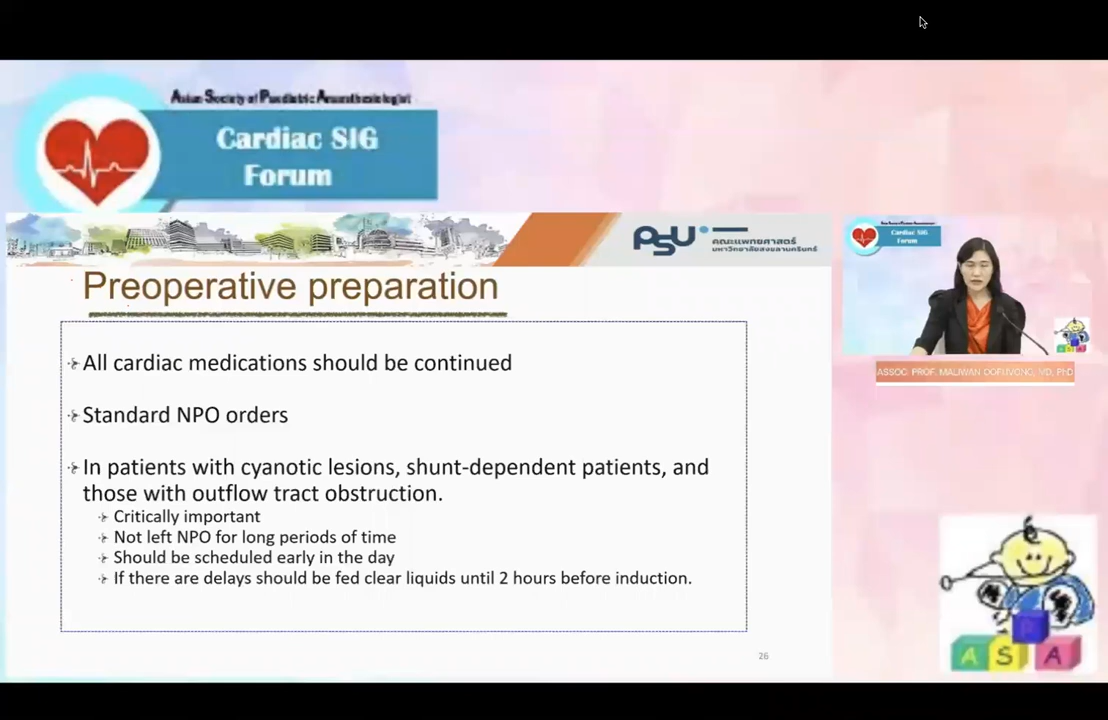 Asian Society of Paediatric Anaesthesiologist
Cardiac SIG
Forum
PSU
คณะแพทยศาสตร์
มหาวิทยาลัยสงขลานครินทร์
Preoperative preparation
All cardiac medications should be continued
Standard NPO orders
In patients with cyanotic lesions, shunt-dependent patients, and
those with outflow tract obstruction.
Critically important
Not left NPO for long periods of time
Should be scheduled early in the day
If there are delays should be fed clear liquids until 2 hours before induction.
26
Cardiac SIG
Forum
ASSOC. PROF. MALIWAN OOFUVONG, MD, PhD
P
A S A